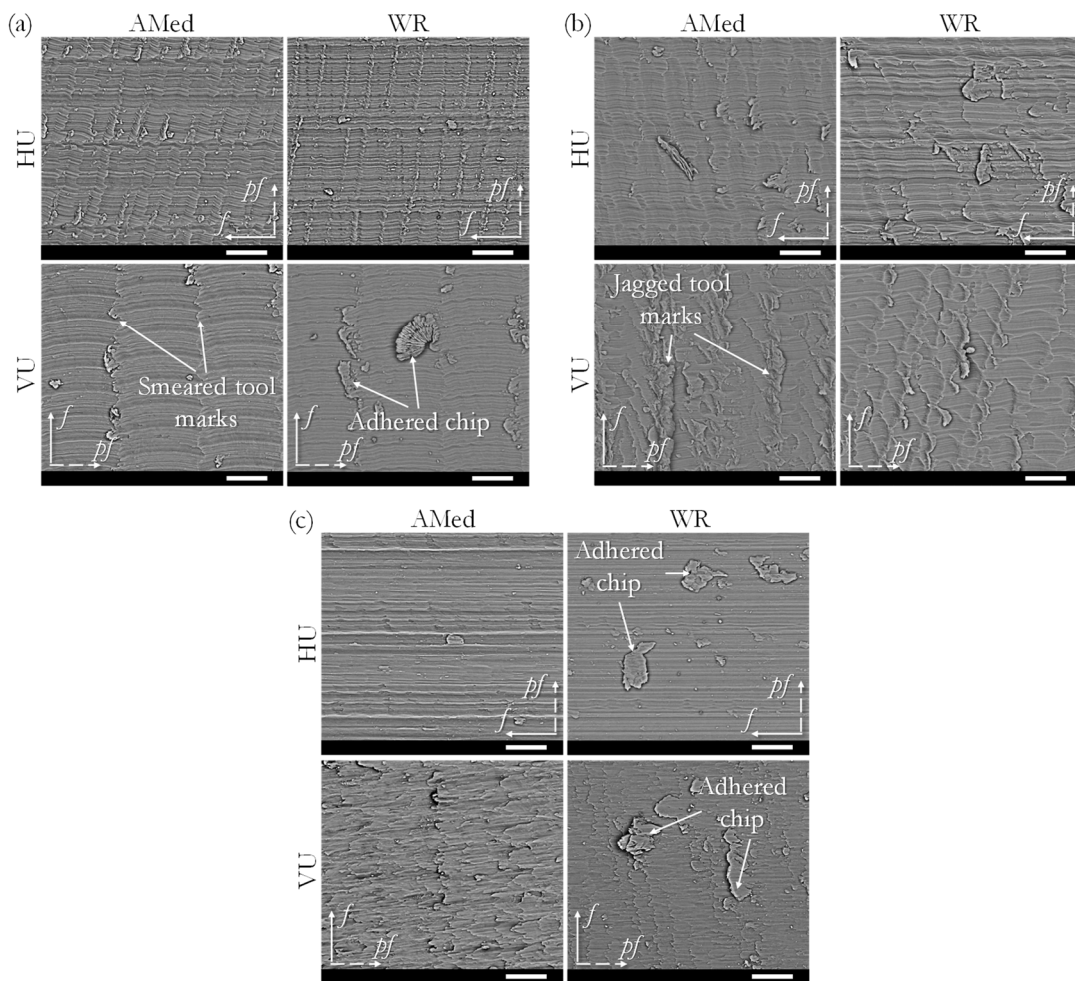 (a)
AMed
WR
HU
pf
f
pf
f
VU
Smeared tool
marks
f
pf
Adhered chip
f
pf
(b)
AMed
WR
HU
pf
f
pf
f
VU
Jagged tool
marks
f
pf
f
pf
(c)
AMed
WR
HU
pf
f
Adhered
chip
pf
f
VU
f
pf
Adhered
chip
f
pf